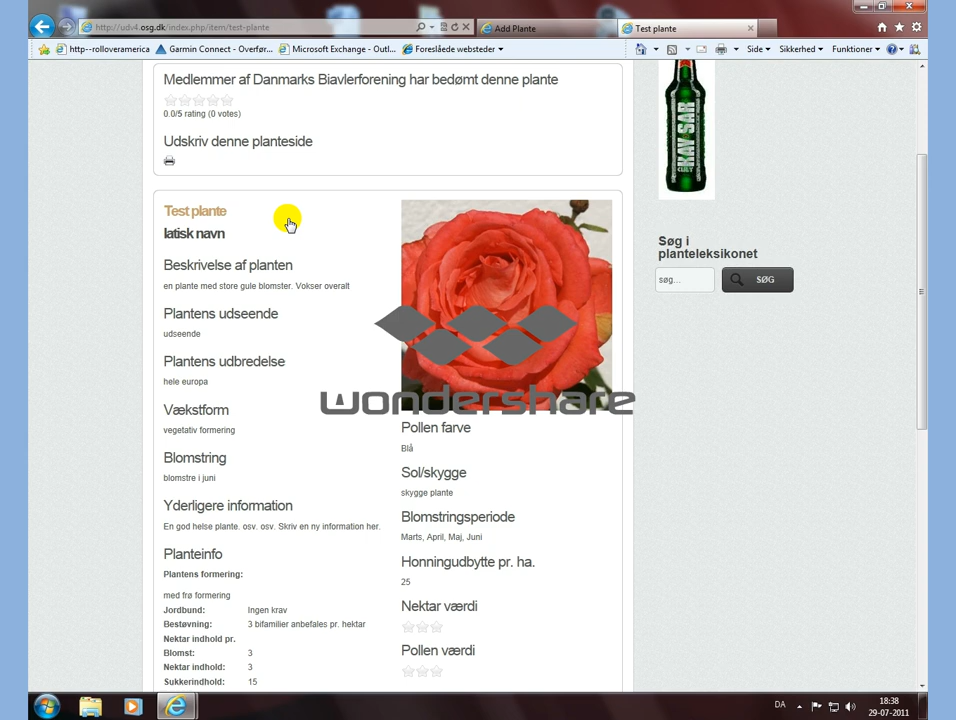 http://udv4.osg.dk/index.php/item/test-plante
Add Plante
Test plante
http--rolloveramerica
Garmin Connect - Overfør...
Microsoft Exchange - Outl...
Foreslåede websteder
Side
Sikkerhed
Funktioner
Medlemmer af Danmarks Biavlerforening har bedømt denne plante
0.0/5 rating (0 votes)
Udskriv denne planteside
KAY SAR
Test plante
latisk navn
Beskrivelse af planten
en plante med store gule blomster. Vokser overalt
Plantens udseende
udseende
Plantens udbredelse
hele europa
Vækstform
vegetativ formering
Blomstring
blomstre i juni
Yderligere information
En god helse plante. osv. osv. Skriv en ny information her.
Planteinfo
Plantens formering:
med frø formering
Jordbund: Ingen krav
Bestøvning: 3 bifamilier anbefales pr. hektar
Nektar indhold pr.
Blomst: 3
Nektar indhold: 3
Sukkerindhold: 15
wondershare
Pollen farve
Blå
Sol/skygge
skygge plante
Blomstringsperiode
Marts, April, Maj, Juni
Honningudbytte pr. ha.
25
Nektar værdi
Pollen værdi
Søg i
planteleksikonet
søg...
SØG
DA
18:38
29-07-2011